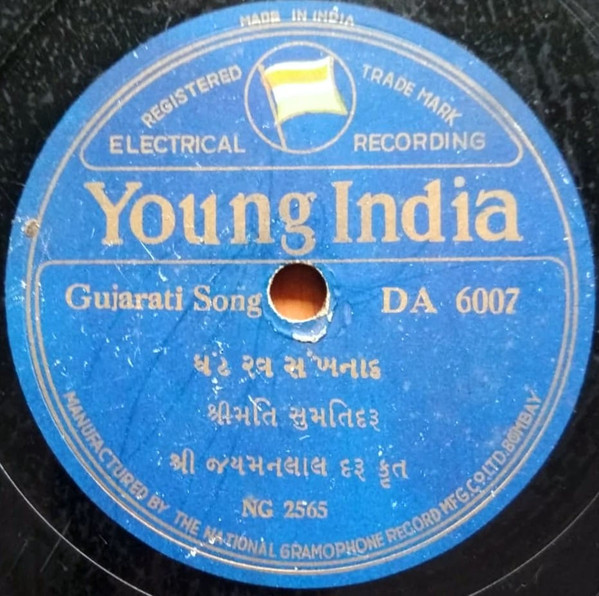 MADE IN INDIA
REGISTERED TRADE MARK
ELECTRICAL RECORDING
Young India
Gujarati Song DA 6007
ઘટે રવ સંખનાદ
શ્રીમતિ સુમતિદરૂ
શ્રી જયમનલાલ દરૂ કૃત
NG 2565
MANUFACTURED BY THE NATIONAL GRAMOPHONE RECORD MFG.CO.LTD.BOMBAY